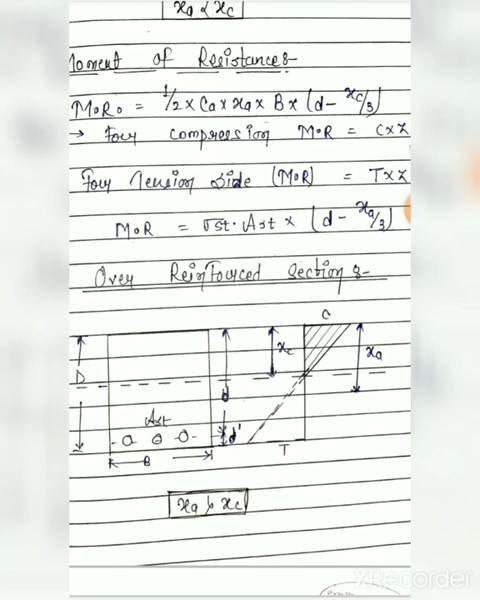 xa < xc
Moment of Resistance:-
M.O.R. = 1/2 x Ca x xa x B x (d - xc/3)
→ For compression M.O.R = C x Z
For Tension Side (M.O.R) = T x Z
M.O.R = σst. Ast x (d - xa/3)
Over Reinforced Section :-
C
xc
xa
D
d
Ast
d'
B
T
xa > xc
XRecorder